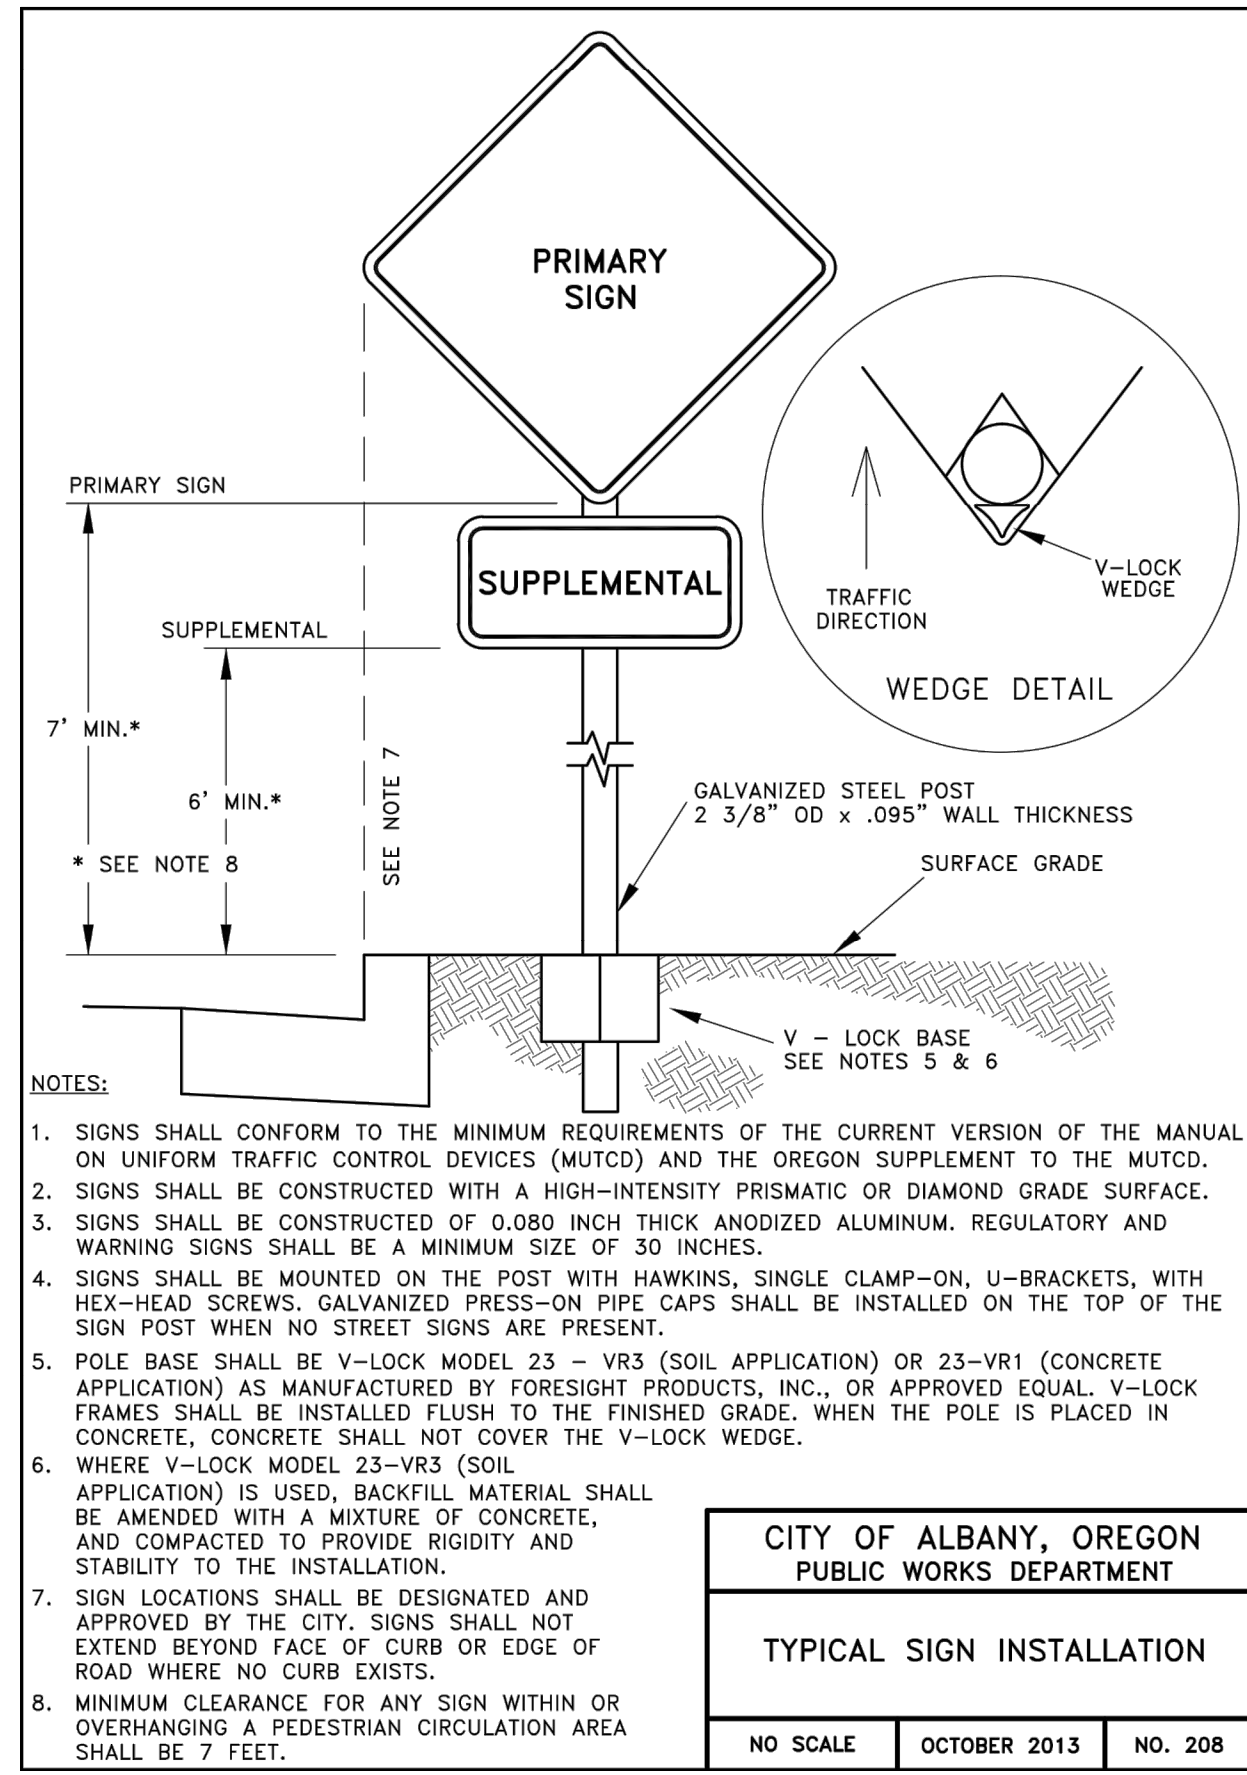 PRIMARY
SIGN
PRIMARY SIGN
SUPPLEMENTAL
SUPPLEMENTAL
7' MIN.*
6' MIN.*
* SEE NOTE 8
SEE NOTE 7
TRAFFIC
DIRECTION
V-LOCK
WEDGE
WEDGE DETAIL
GALVANIZED STEEL POST
2 3/8" OD x .095" WALL THICKNESS
SURFACE GRADE
V - LOCK BASE
SEE NOTES 5 & 6
NOTES:
1. SIGNS SHALL CONFORM TO THE MINIMUM REQUIREMENTS OF THE CURRENT VERSION OF THE MANUAL
ON UNIFORM TRAFFIC CONTROL DEVICES (MUTCD) AND THE OREGON SUPPLEMENT TO THE MUTCD.
2. SIGNS SHALL BE CONSTRUCTED WITH A HIGH-INTENSITY PRISMATIC OR DIAMOND GRADE SURFACE.
3. SIGNS SHALL BE CONSTRUCTED OF 0.080 INCH THICK ANODIZED ALUMINUM. REGULATORY AND
WARNING SIGNS SHALL BE A MINIMUM SIZE OF 30 INCHES.
4. SIGNS SHALL BE MOUNTED ON THE POST WITH HAWKINS, SINGLE CLAMP-ON, U-BRACKETS, WITH
HEX-HEAD SCREWS. GALVANIZED PRESS-ON PIPE CAPS SHALL BE INSTALLED ON THE TOP OF THE
SIGN POST WHEN NO STREET SIGNS ARE PRESENT.
5. POLE BASE SHALL BE V-LOCK MODEL 23 - VR3 (SOIL APPLICATION) OR 23-VR1 (CONCRETE
APPLICATION) AS MANUFACTURED BY FORESIGHT PRODUCTS, INC., OR APPROVED EQUAL. V-LOCK
FRAMES SHALL BE INSTALLED FLUSH TO THE FINISHED GRADE. WHEN THE POLE IS PLACED IN
CONCRETE, CONCRETE SHALL NOT COVER THE V-LOCK WEDGE.
6. WHERE V-LOCK MODEL 23-VR3 (SOIL
APPLICATION) IS USED, BACKFILL MATERIAL SHALL
BE AMENDED WITH A MIXTURE OF CONCRETE,
AND COMPACTED TO PROVIDE RIGIDITY AND
STABILITY TO THE INSTALLATION.
7. SIGN LOCATIONS SHALL BE DESIGNATED AND
APPROVED BY THE CITY. SIGNS SHALL NOT
EXTEND BEYOND FACE OF CURB OR EDGE OF
ROAD WHERE NO CURB EXISTS.
8. MINIMUM CLEARANCE FOR ANY SIGN WITHIN OR
OVERHANGING A PEDESTRIAN CIRCULATION AREA
SHALL BE 7 FEET.
CITY OF ALBANY, OREGON
PUBLIC WORKS DEPARTMENT
TYPICAL SIGN INSTALLATION
NO SCALE
OCTOBER 2013
NO. 208